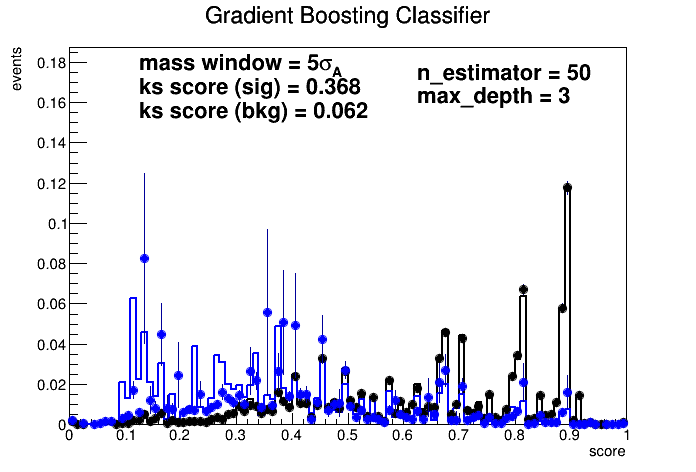 Gradient Boosting Classifier
events
mass window = 5σ_A
ks score (sig) = 0.368
ks score (bkg) = 0.062
n_estimator = 50
max_depth = 3
0.18
0.16
0.14
0.12
0.1
0.08
0.06
0.04
0.02
0
0 0.1 0.2 0.3 0.4 0.5 0.6 0.7 0.8 0.9 1
score